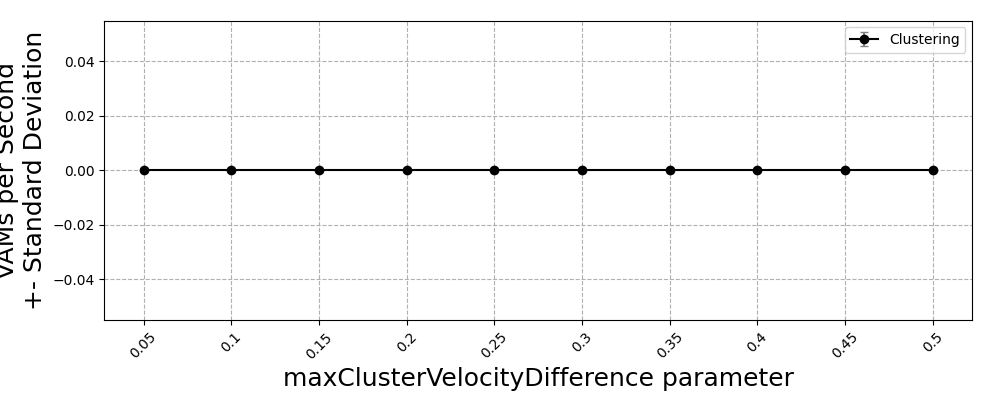 VAMs per Second
+- Standard Deviation
0.04
0.02
0.00
−0.02
−0.04
Clustering
0.05 0.1 0.15 0.2 0.25 0.3 0.35 0.4 0.45 0.5
maxClusterVelocityDifference parameter